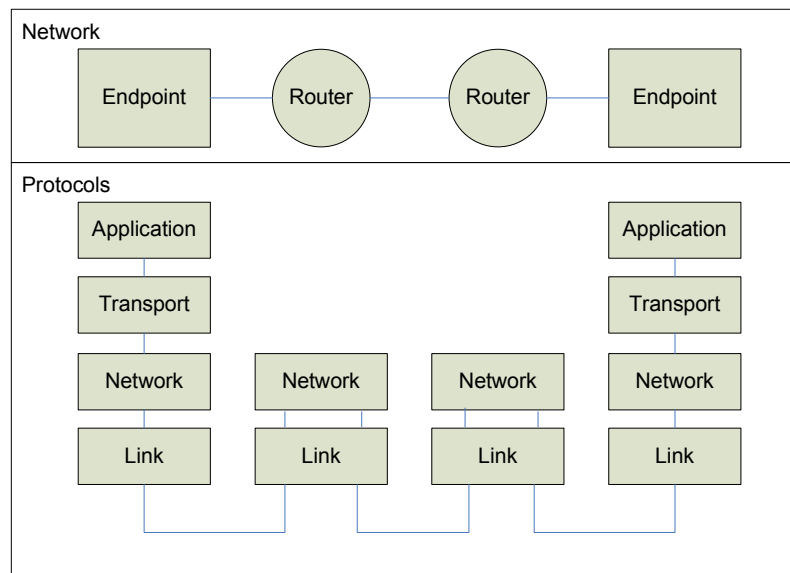 Network
Endpoint Router Router Endpoint
Protocols
Application Application
Transport Transport
Network Network Network Network
Link Link Link Link